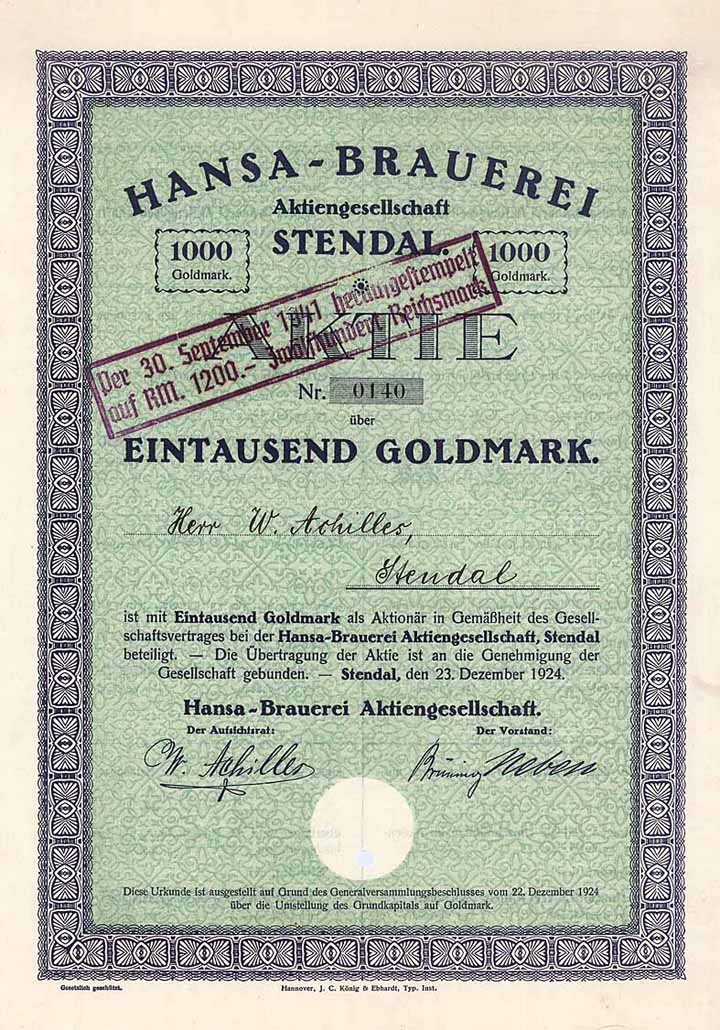 HANSA-BRAUEREI
Aktiengesellschaft
STENDAL.
1000
Goldmark.
1000
Goldmark.
AKTIE
Per 30. September 1941 heraufgestempelt
auf RM. 1200.- Zwölfhundert Reichsmark
Nr. 0140
über
EINTAUSEND GOLDMARK.
Herr W. Achilles,
Stendal
ist mit Eintausend Goldmark als Aktionär in Gemäßheit des Gesell-
schaftsvertrages bei der Hansa-Brauerei Aktiengesellschaft, Stendal
beteiligt. — Die Übertragung der Aktie ist an die Genehmigung der
Gesellschaft gebunden. — Stendal, den 23. Dezember 1924.
Hansa-Brauerei Aktiengesellschaft.
Der Aufsichtsrat:
Der Vorstand:
W. Achilles
Brüning Neben
Diese Urkunde ist ausgestellt auf Grund des Generalversammlungsbeschlusses vom 22. Dezember 1924
über die Umstellung des Grundkapitals auf Goldmark.
Gesetzlich geschützt.
Hannover, J. C. König & Ebhardt, Typ. Inst.